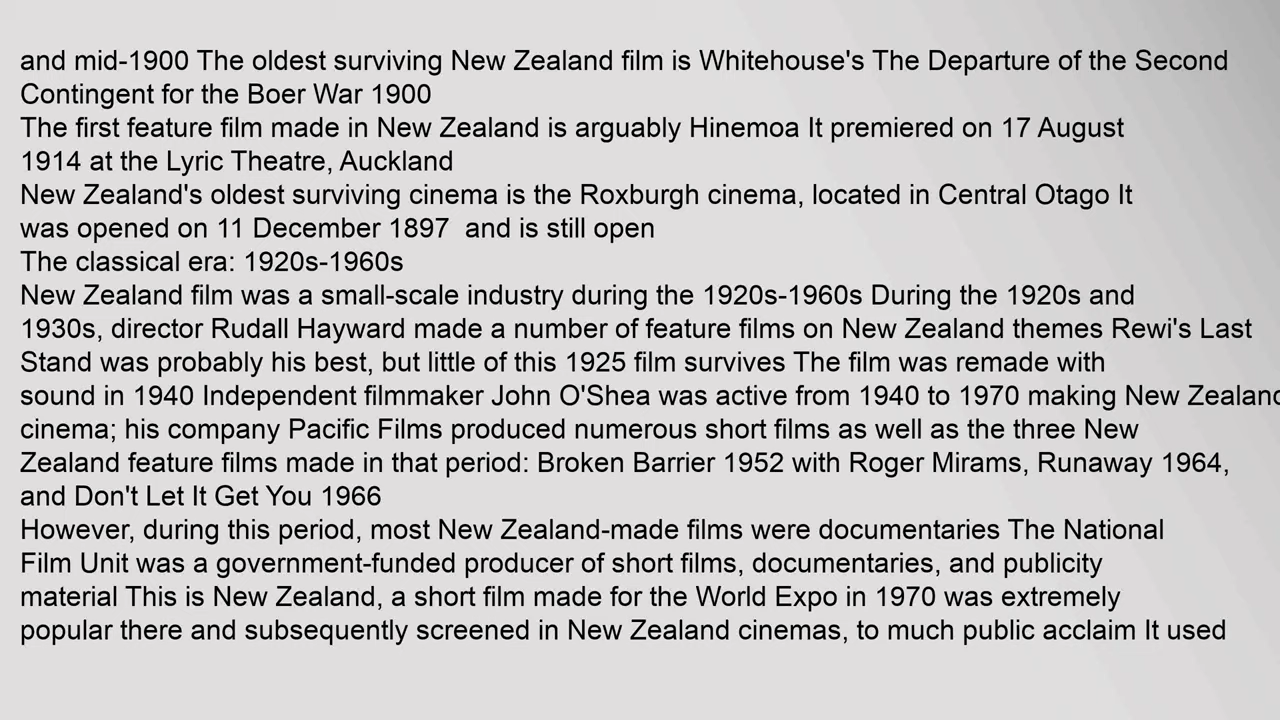 and mid-1900 The oldest surviving New Zealand film is Whitehouse's The Departure of the Second
Contingent for the Boer War 1900
The first feature film made in New Zealand is arguably Hinemoa It premiered on 17 August
1914 at the Lyric Theatre, Auckland
New Zealand's oldest surviving cinema is the Roxburgh cinema, located in Central Otago It
was opened on 11 December 1897  and is still open
The classical era: 1920s-1960s
New Zealand film was a small-scale industry during the 1920s-1960s During the 1920s and
1930s, director Rudall Hayward made a number of feature films on New Zealand themes Rewi's Last
Stand was probably his best, but little of this 1925 film survives The film was remade with
sound in 1940 Independent filmmaker John O'Shea was active from 1940 to 1970 making New Zealand
cinema; his company Pacific Films produced numerous short films as well as the three New
Zealand feature films made in that period: Broken Barrier 1952 with Roger Mirams, Runaway 1964,
and Don't Let It Get You 1966
However, during this period, most New Zealand-made films were documentaries The National
Film Unit was a government-funded producer of short films, documentaries, and publicity
material This is New Zealand, a short film made for the World Expo in 1970 was extremely
popular there and subsequently screened in New Zealand cinemas, to much public acclaim It used